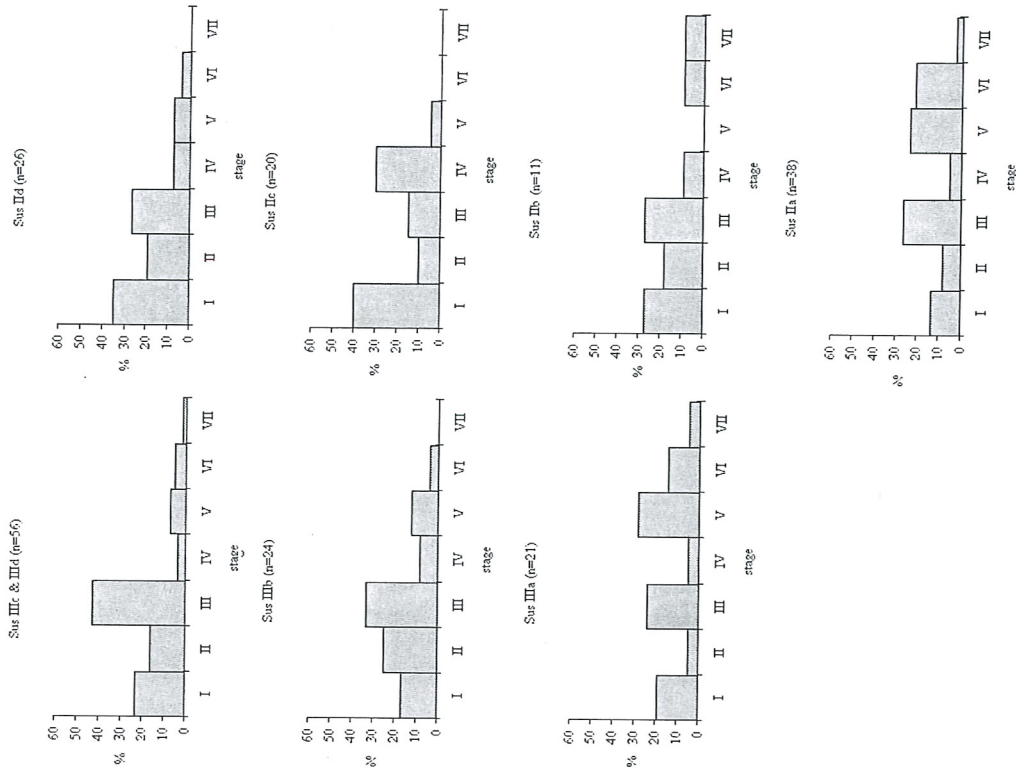 Sus IIIc & IIId (n=56)
60
50
40
30
20
10
0
%
I II III IV V VI VII
stage
Sus IIIb (n=24)
60
50
40
30
20
10
0
%
I II III IV V VI VII
stage
Sus IIIa (n=21)
60
50
40
30
20
10
0
%
I II III IV V VI VII
stage
Sus IId (n=26)
60
50
40
30
20
10
0
%
I II III IV V VI VII
stage
Sus IIc (n=20)
60
50
40
30
20
10
0
%
I II III IV V VI VII
stage
Sus IIb (n=11)
60
50
40
30
20
10
0
%
I II III IV V VI VII
stage
Sus IIa (n=38)
60
50
40
30
20
10
0
%
I II III IV V VI VII
stage